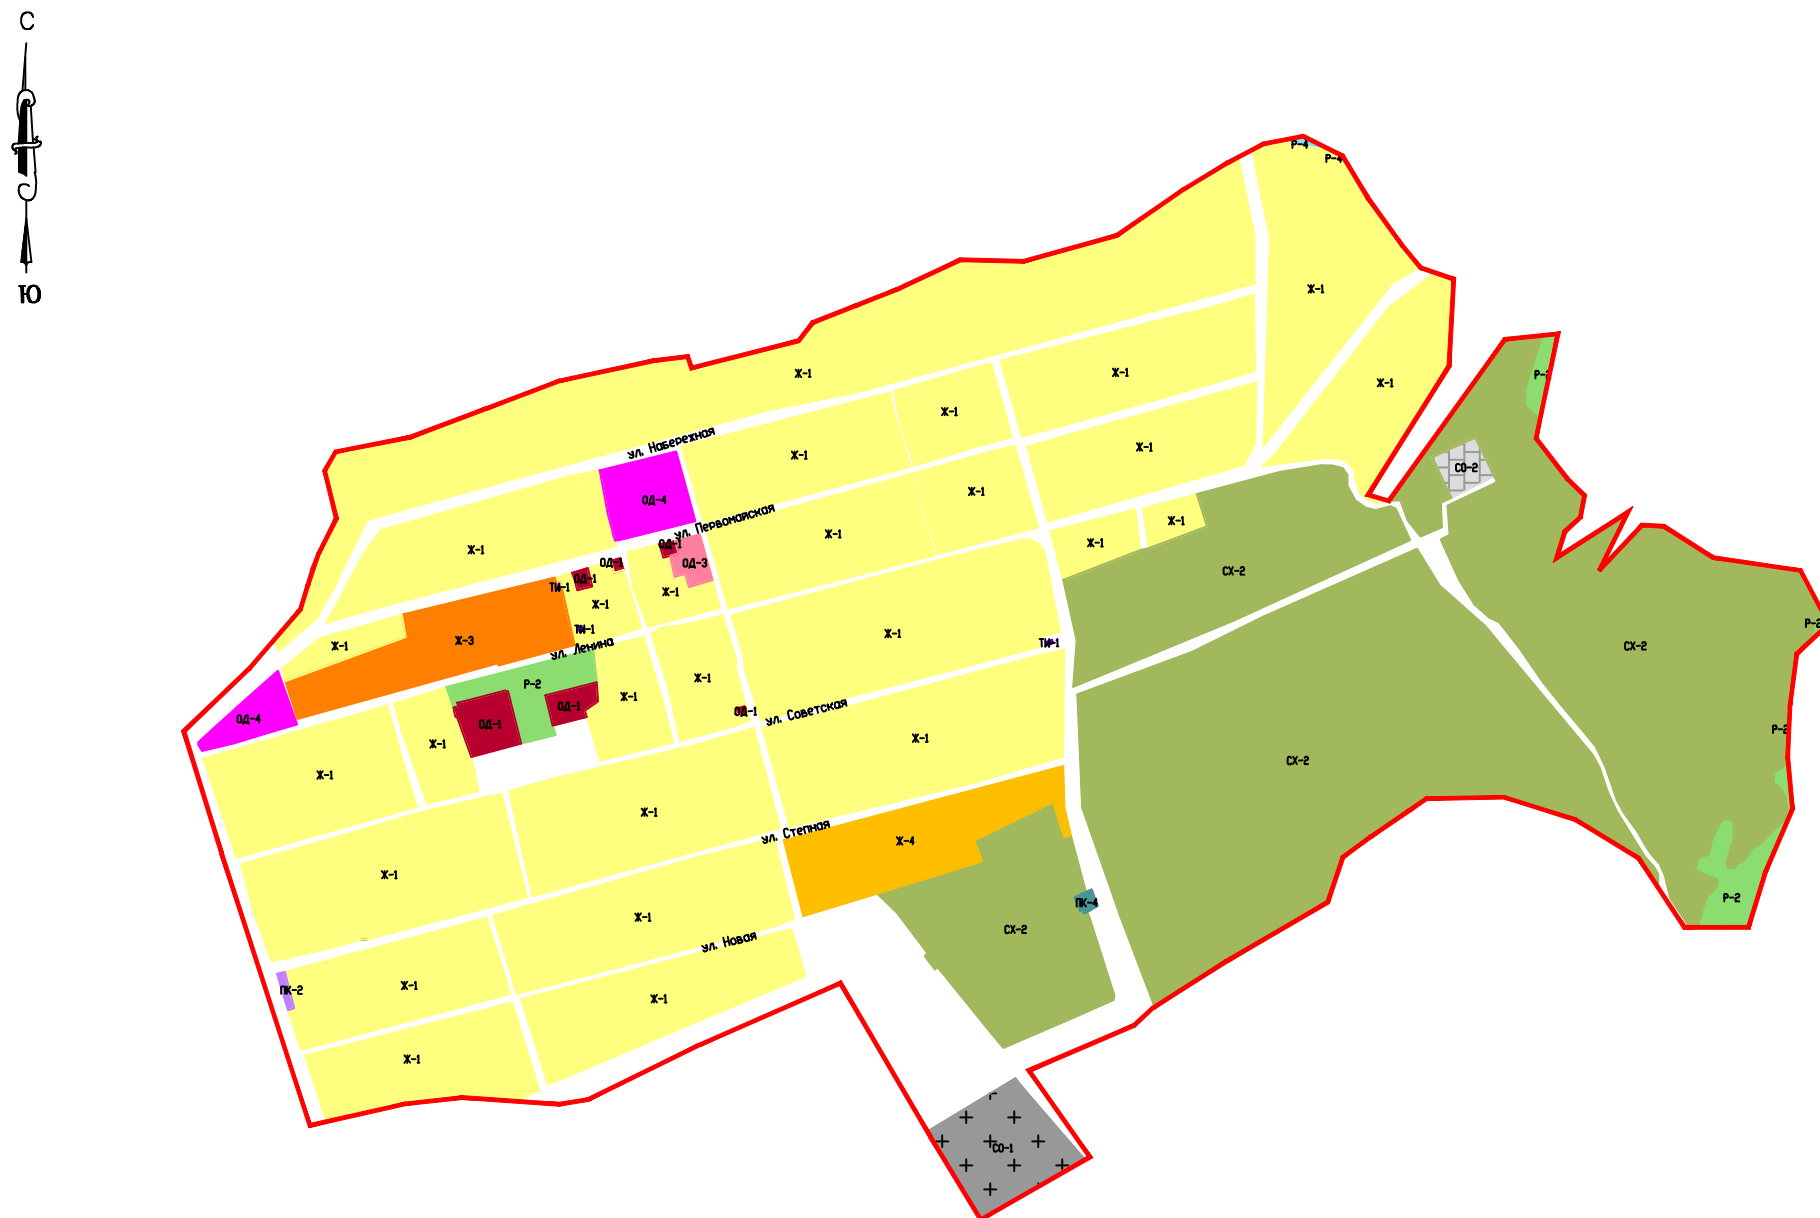 С
Ю
Р-4
Р-4
Ж-1
Ж-1
Ж-1
Ж-1
Р-2
Ж-1
ул. Набережная
Ж-1
Ж-1
СО-2
Ж-1
ОД-4
ул. Первомайская
Ж-1
Ж-1
Ж-1
Ж-1
Ж-1
ОД-1
ОД-1
ОД-3
СХ-2
ТИ-1
ОД-1
Ж-1
Ж-1
ТИ-1
Ж-1
Р-2
Ж-1
Ж-3
ул. Ленина
ТИ-1
СХ-2
Р-2
Ж-1
Ж-1
ОД-1
ОД-1
ул. Советская
ОД-4
ОД-1
Р-2
Ж-1
Ж-1
СХ-2
Ж-1
Ж-1
ул. Степная
Ж-4
Ж-1
Р-2
ПК-4
Ж-1
СХ-2
ул. Новая
Ж-1
ПК-2
Ж-1
Ж-1
СО-1